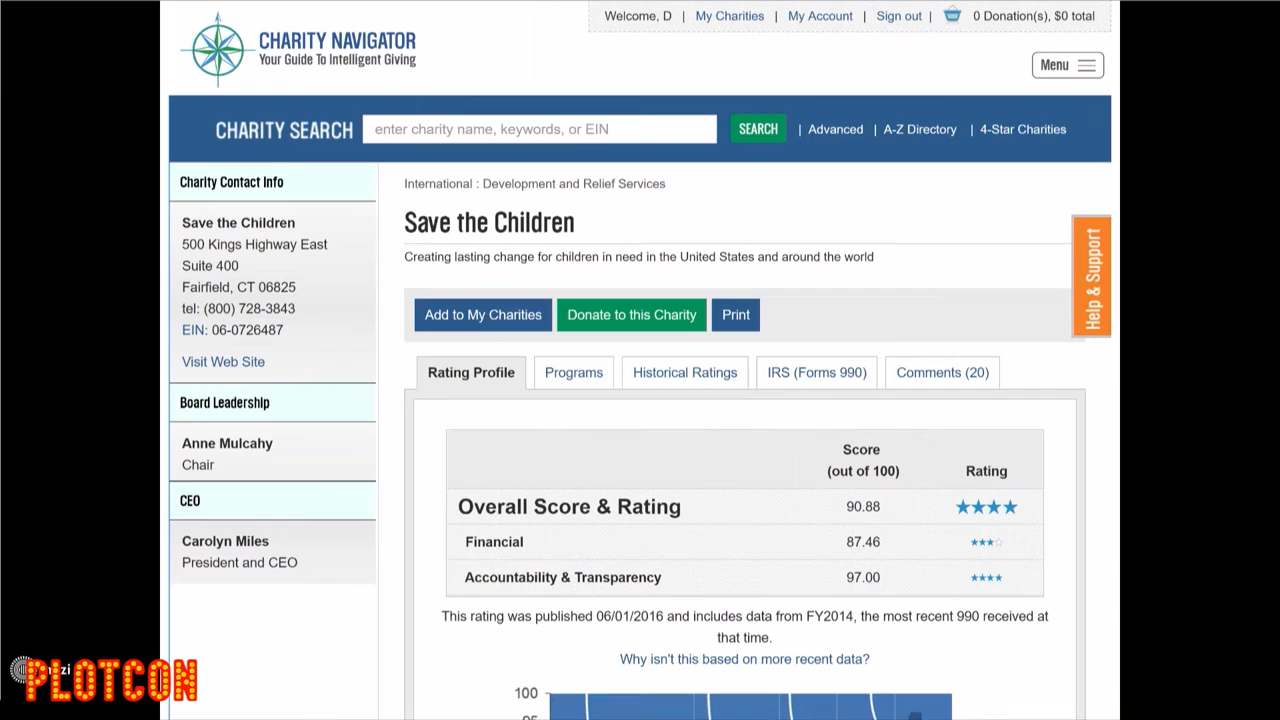 Welcome, D | My Charities | My Account | Sign out | 0 Donation(s), $0 total
CHARITY NAVIGATOR
Your Guide To Intelligent Giving
Menu
CHARITY SEARCH enter charity name, keywords, or EIN SEARCH | Advanced | A-Z Directory | 4-Star Charities
Charity Contact Info
Save the Children
500 Kings Highway East
Suite 400
Fairfield, CT 06825
tel: (800) 728-3843
EIN: 06-0726487
Visit Web Site
Board Leadership
Anne Mulcahy
Chair
CEO
Carolyn Miles
President and CEO
International : Development and Relief Services
Save the Children
Creating lasting change for children in need in the United States and around the world
Help & Support
Add to My Charities Donate to this Charity Print
Rating Profile Programs Historical Ratings IRS (Forms 990) Comments (20)
Score
(out of 100) Rating
Overall Score & Rating 90.88
Financial 87.46
Accountability & Transparency 97.00
This rating was published 06/01/2016 and includes data from FY2014, the most recent 990 received at
that time.
Why isn't this based on more recent data?
100
PLOTCON